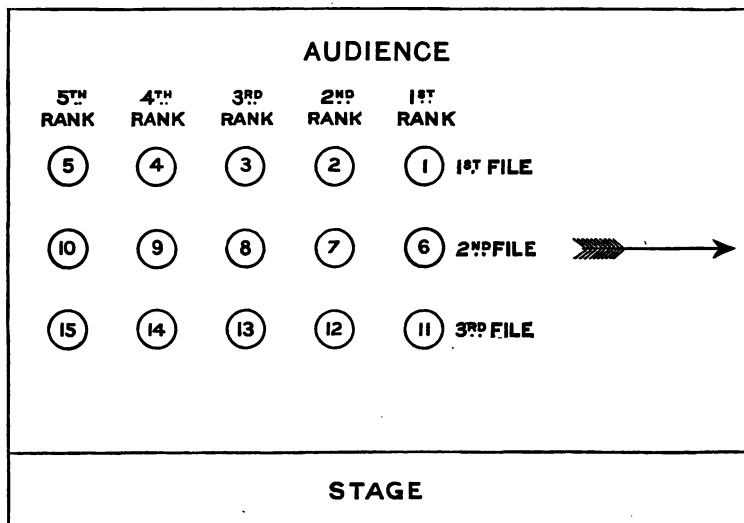 AUDIENCE
5TH RANK 4TH RANK 3RD RANK 2ND RANK 1ST RANK
5 4 3 2 1 1ST FILE
10 9 8 7 6 2ND FILE
15 14 13 12 11 3RD FILE
STAGE